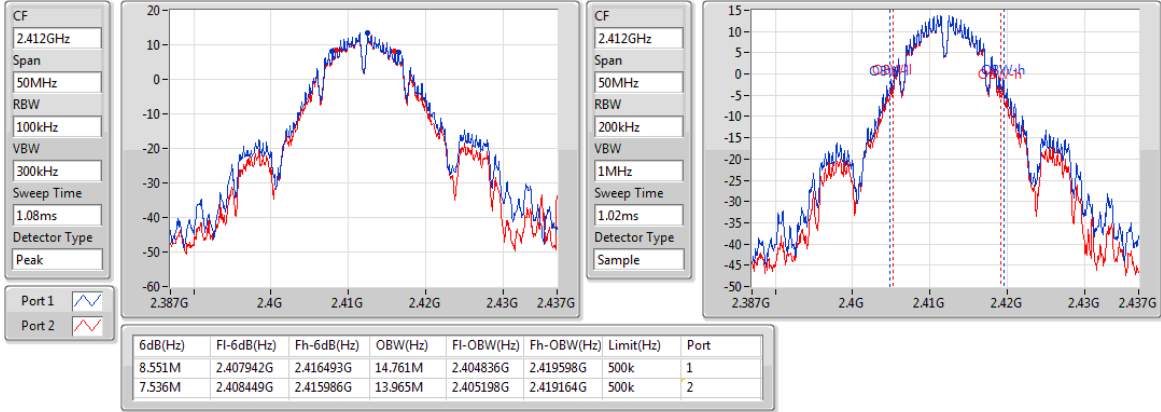 CF
2.412GHz
Span
50MHz
RBW
100kHz
VBW
300kHz
Sweep Time
1.08ms
Detector Type
Peak
Port 1
Port 2
20
10
0
-10
-20
-30
-40
-50
-60
2.387G 2.4G 2.41G 2.42G 2.43G 2.437G
CF
2.412GHz
Span
50MHz
RBW
200kHz
VBW
1MHz
Sweep Time
1.02ms
Detector Type
Sample
15
10
5
0
-5
-10
-15
-20
-25
-30
-35
-40
-45
-50
2.387G 2.4G 2.41G 2.42G 2.43G 2.437G
6dB(Hz) Fl-6dB(Hz) Fh-6dB(Hz) OBW(Hz) Fl-OBW(Hz) Fh-OBW(Hz) Limit(Hz) Port
8.551M 2.407942G 2.416493G 14.761M 2.404836G 2.419598G 500k 1
7.536M 2.408449G 2.415986G 13.965M 2.405198G 2.419164G 500k 2